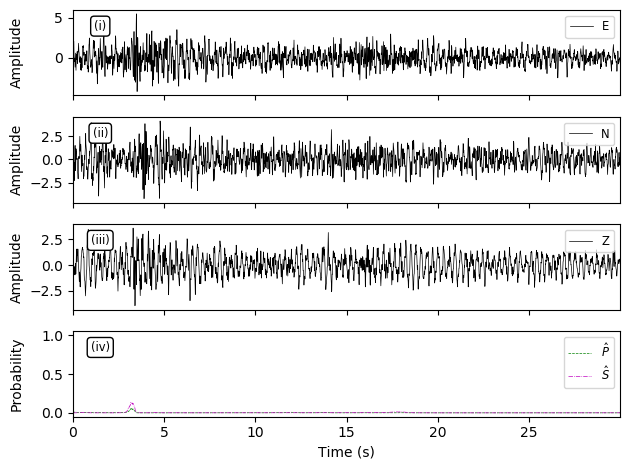 Amplitude
5
0
(i)
E
Amplitude
2.5
0.0
−2.5
(ii)
N
Amplitude
2.5
0.0
−2.5
(iii)
Z
Probability
1.0
0.5
0.0
(iv)
P̂
Ŝ
0 5 10 15 20 25
Time (s)